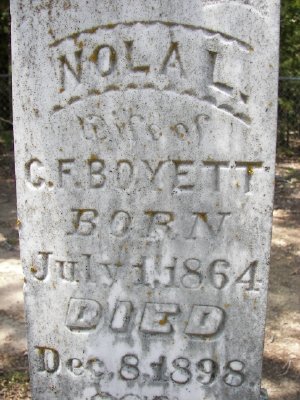 NOLA L.
Wife of
C.F. BOYETT
BORN
July 1, 1864
DIED
Dec. 8, 1898.